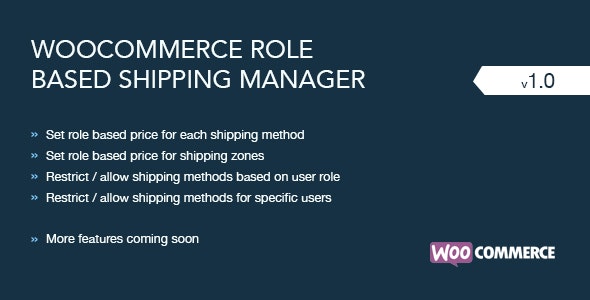 WOOCOMMERCE ROLE
BASED SHIPPING MANAGER
v1.0
» Set role based price for each shipping method
» Set role based price for shipping zones
» Restrict / allow shipping methods based on user role
» Restrict / allow shipping methods for specific users
» More features coming soon
WOO COMMERCE